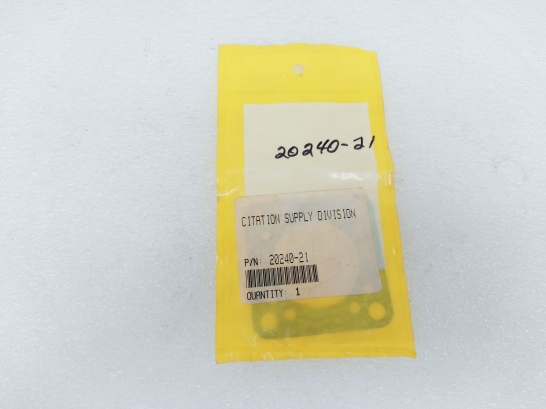 20240-21
CITATION SUPPLY DIVISION
P/N: 20240-21
QUANTITY: 1